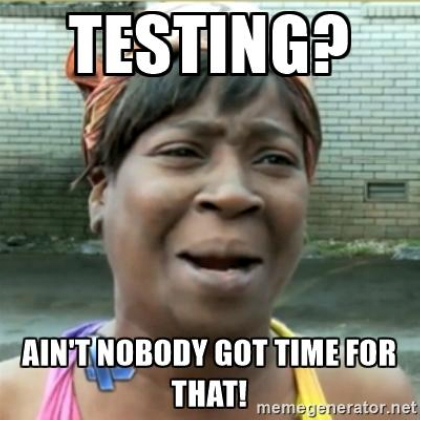 TESTING?
AIN'T NOBODY GOT TIME FOR
THAT!
memegenerator.net